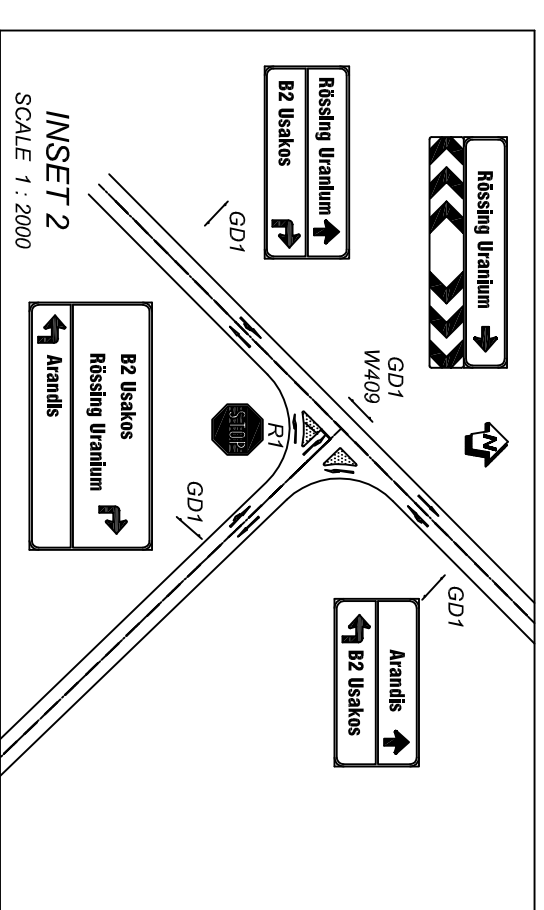 Rössing Uranium
N
GD1
W409
Rössing Uranium
B2 Usakos
GD1
Arandis
B2 Usakos
GD1
STOP
R1
GD1
B2 Usakos
Rössing Uranium
Arandis
INSET 2
SCALE 1 : 2000